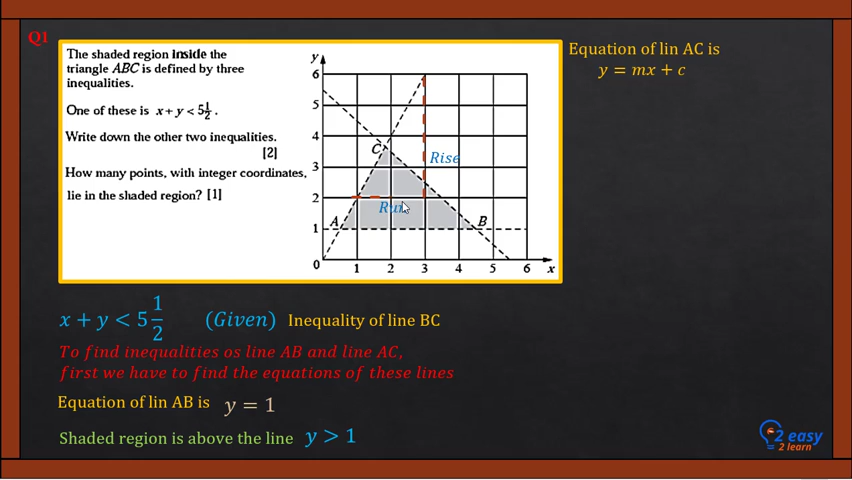 Q1
The shaded region inside the
triangle ABC is defined by three
inequalities.
One of these is x + y < 5½.
Write down the other two inequalities.
[2]
How many points, with integer coordinates,
lie in the shaded region? [1]
y
6
5
4
3
2
1
0
1 2 3 4 5 6 x
C
A
B
Rise
Run
Equation of lin AC is
y = mx + c
x + y < 5 1/2 (Given) Inequality of line BC
To find inequalities os line AB and line AC,
first we have to find the equations of these lines
Equation of lin AB is y = 1
Shaded region is above the line y > 1
2 easy
2 learn